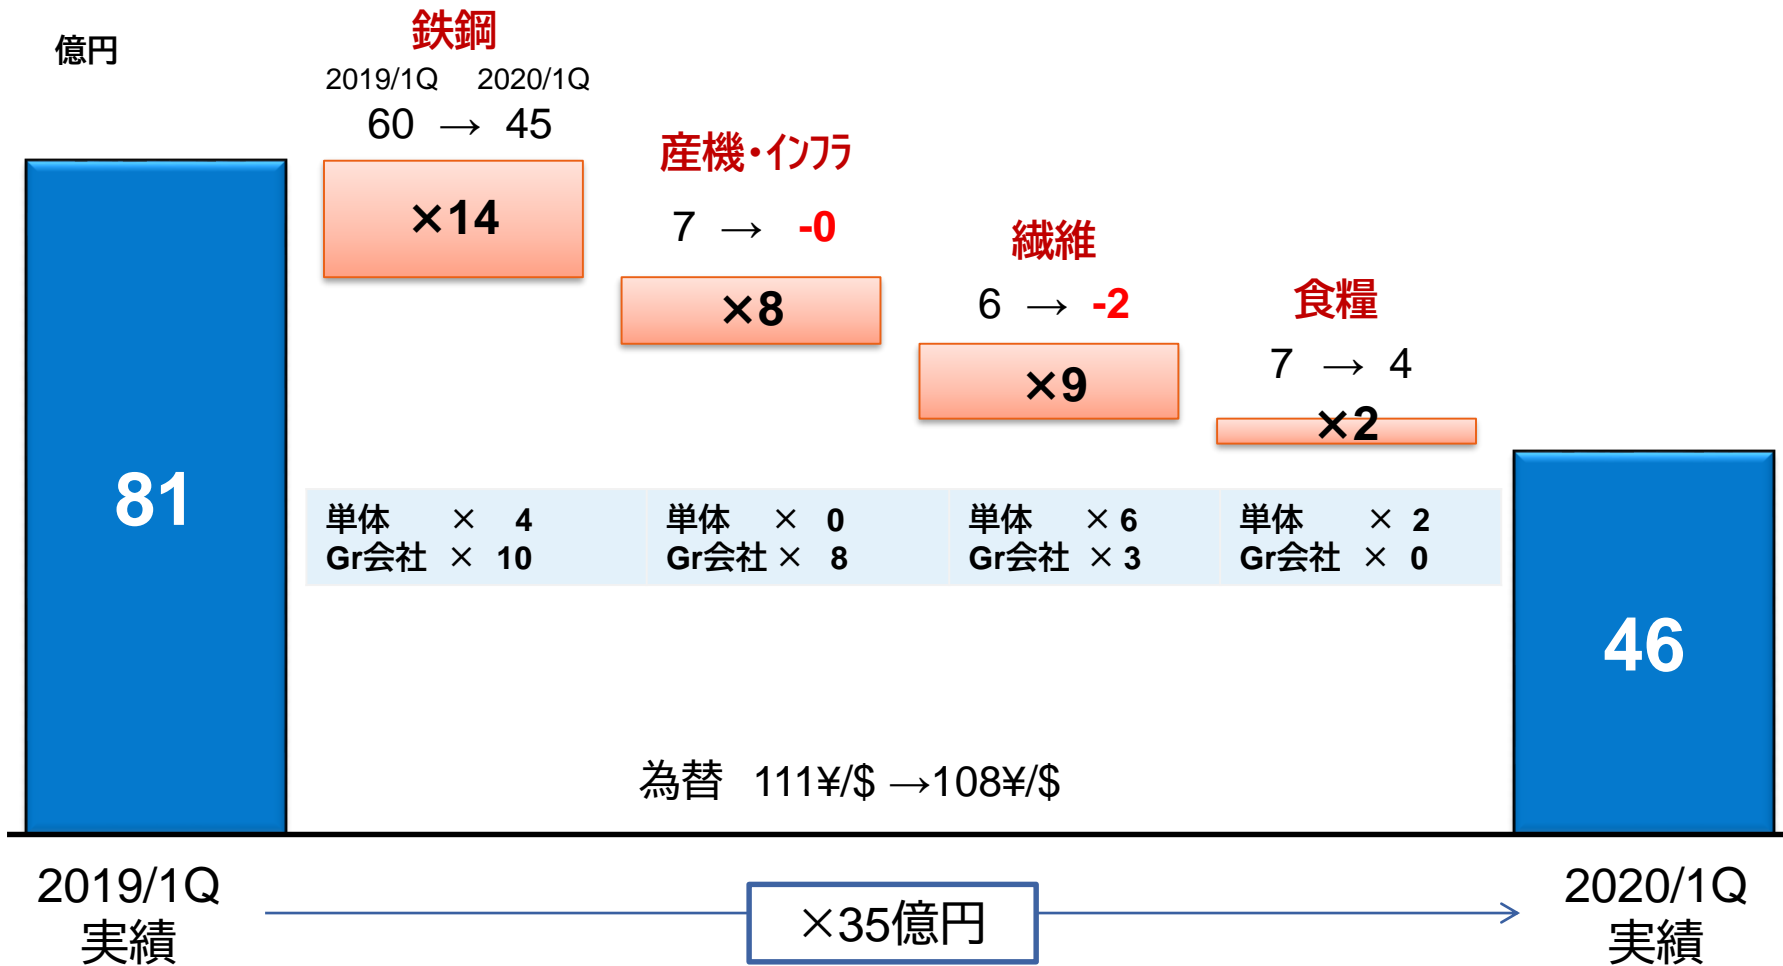 億円
鉄鋼
2019/1Q 2020/1Q
60 → 45
×14
産機・インフラ
7 → -0
×8
繊維
6 → -2
×9
食糧
7 → 4
×2
81
46
単体 × 4
Gr会社 × 10
単体 × 0
Gr会社 × 8
単体 × 6
Gr会社 × 3
単体 × 2
Gr会社 × 0
為替 111¥/$ →108¥/$
2019/1Q
実績
×35億円
2020/1Q
実績